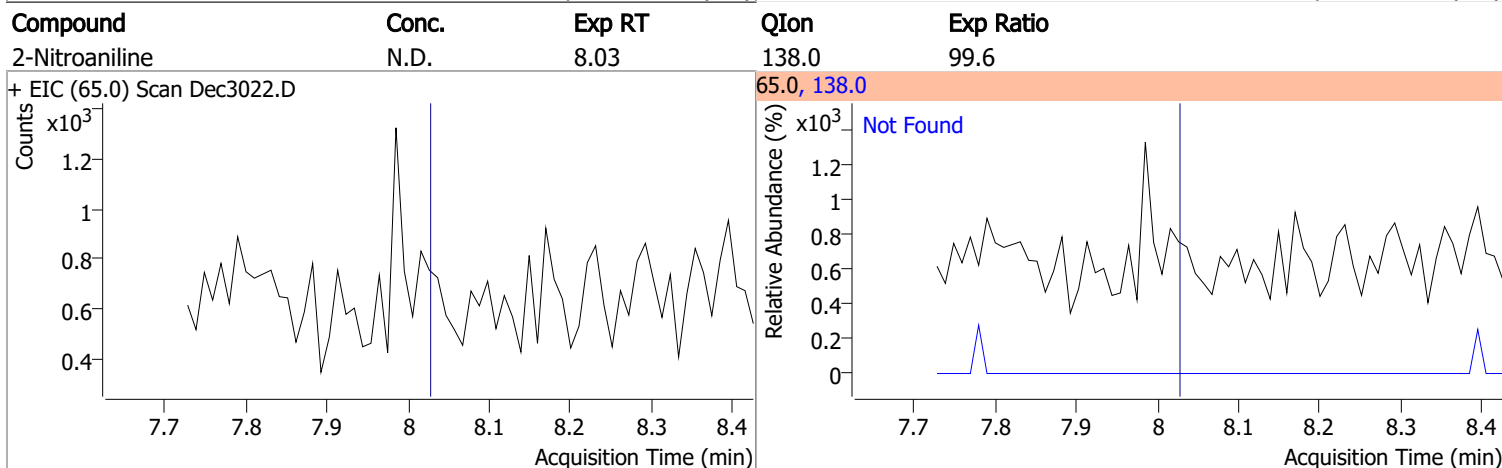 Compound Conc. Exp RT QIon Exp Ratio
2-Nitroaniline N.D. 8.03 138.0 99.6
+ EIC (65.0) Scan Dec3022.D
Counts
x10³
1.2
1
0.8
0.6
0.4
7.7 7.8 7.9 8 8.1 8.2 8.3 8.4
Acquisition Time (min)
65.0, 138.0
Relative Abundance (%)
x10³
Not Found
1.2
1
0.8
0.6
0.4
0.2
0
7.7 7.8 7.9 8 8.1 8.2 8.3 8.4
Acquisition Time (min)